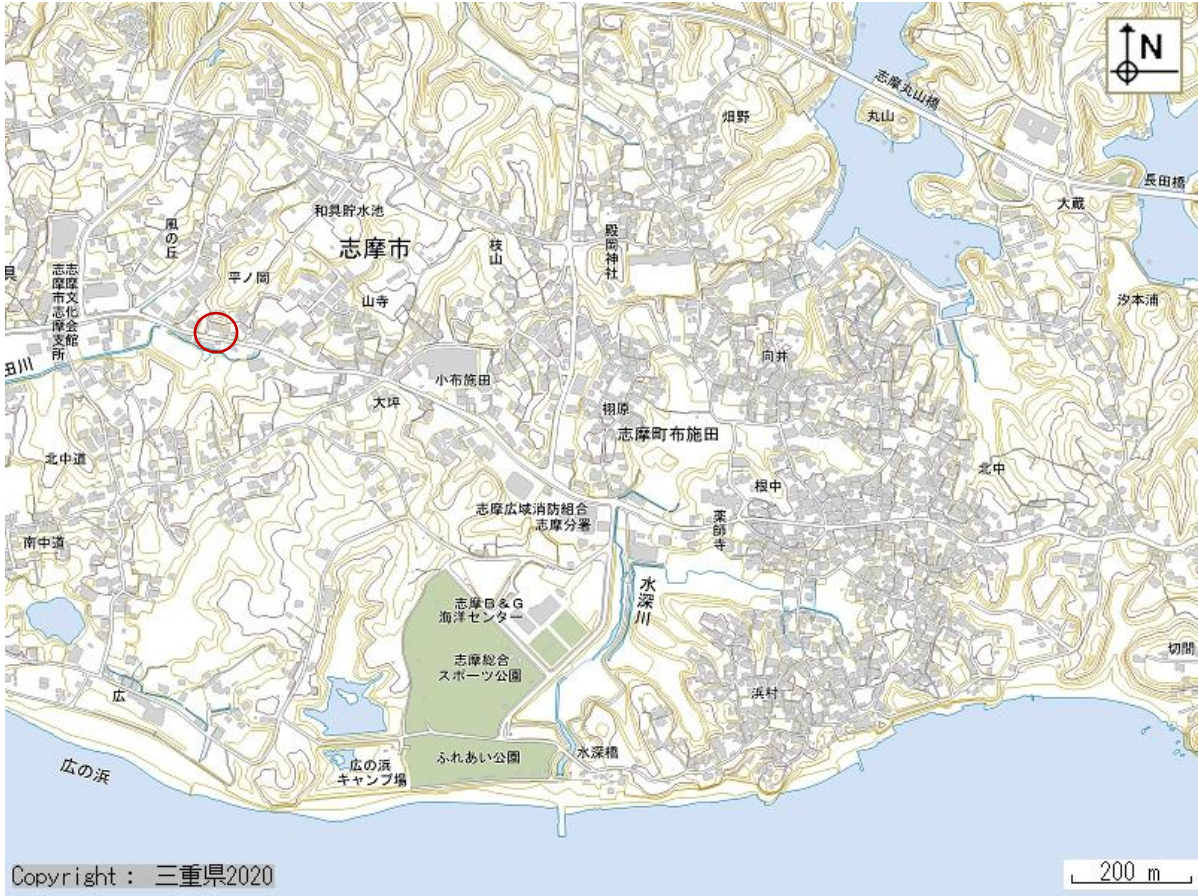 N
志摩丸山橋
丸山
畑野
長田橋
大蔵
和具貯水池
風の丘
志摩市
枝山
殿岡神社
平ノ岡
具
志摩文化会館
志摩市志摩支所
山寺
汐本浦
田川
向井
小布施田
大坪
栩原
志摩町布施田
北中道
北中
根中
志摩広域消防組合
志摩分署
薬師寺
南中道
水深川
志摩B&G
海洋センター
志摩総合
スポーツ公園
切間
広
浜村
広の浜
広の浜
キャンプ場
ふれあい公園
水深橋
Copyright : 三重県2020
200 m